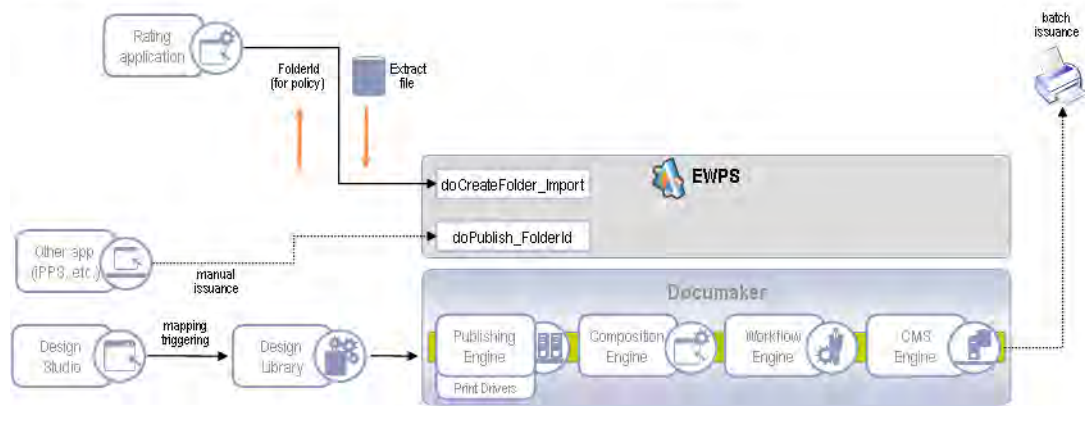 batch
issuance
Rating
application
FolderId
(for policy)
Extract
file
EWPS
doCreateFolder_Import
doPublish_FolderId
Other app
(iPPS, etc.)
manual
issuance
Documaker
mapping
triggering
Design
Studio
Design
Library
Publishing
Engine
Print Drivers
Composition
Engine
Workflow
Engine
CMS
Engine